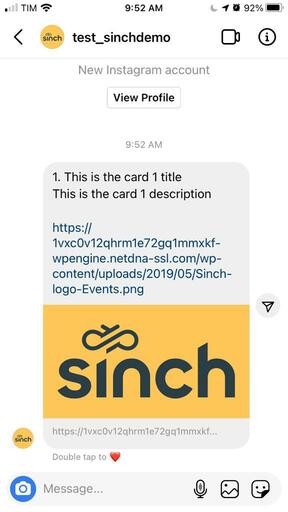 TIM 9:52 AM 92%
sinch test_sinchdemo
New Instagram account
View Profile
9:52 AM
1. This is the card 1 title
This is the card 1 description
https://
1vxc0v12qhrm1e72gq1mmxkf-
wpengine.netdna-ssl.com/wp-
content/uploads/2019/05/Sinch-
logo-Events.png
sinch
https://1vxc0v12qhrm1e72gq1mmxkf...
sinch
Double tap to ❤️
Message...